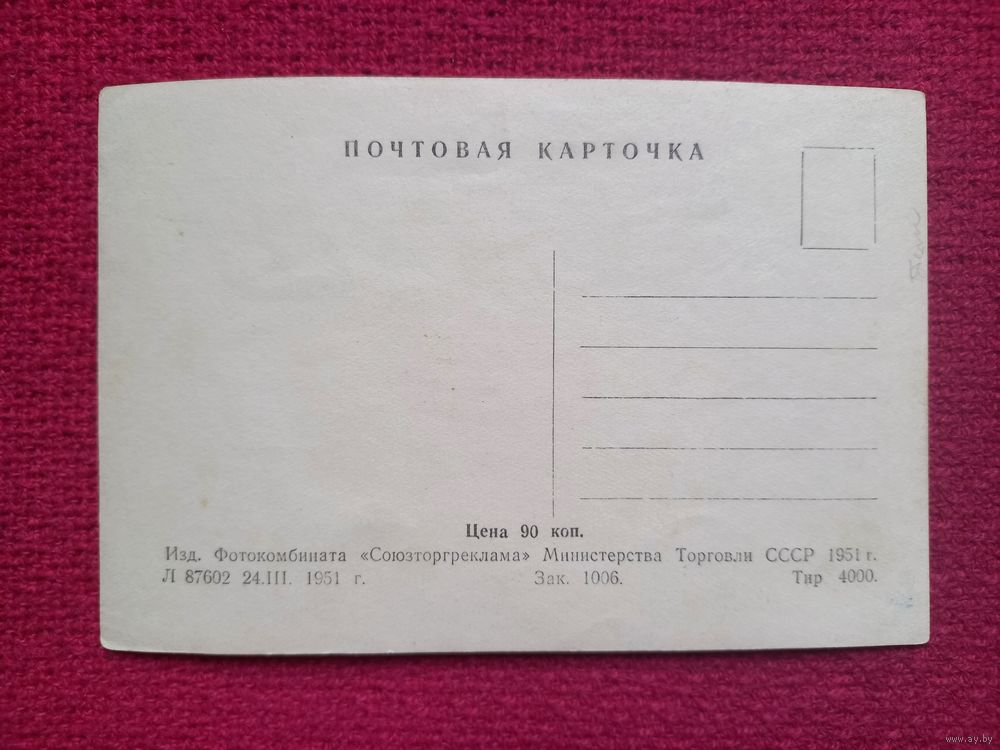 ПОЧТОВАЯ КАРТОЧКА
Цена 90 коп.
Изд. Фотокомбината «Союзторгреклама» Министерства Торговли СССР 1951 г.
Л 87602 24.III. 1951 г. Зак. 1006. Тир 4000.
www.ay.by